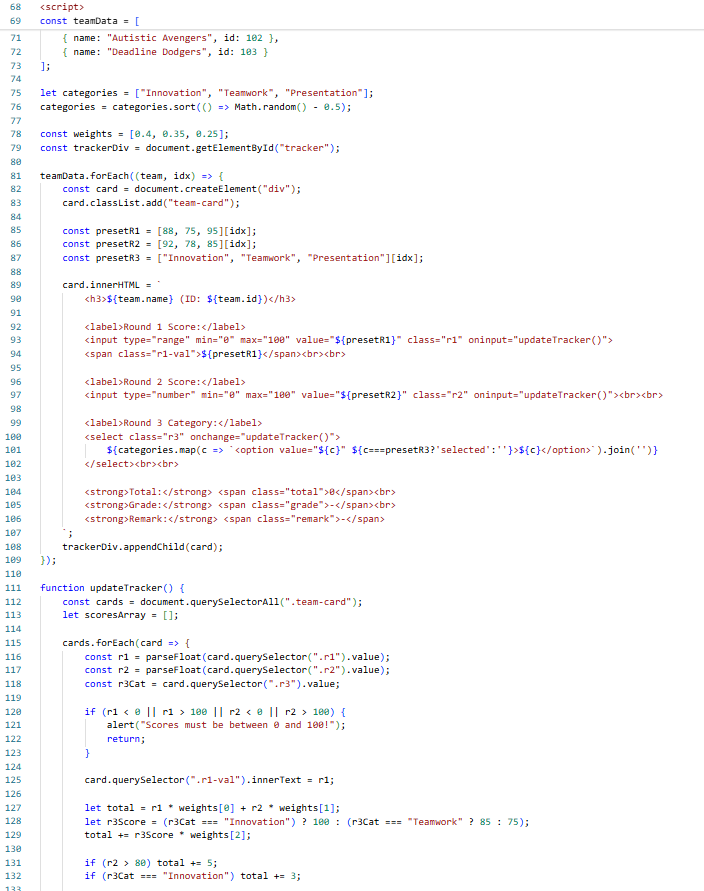 68 <script>
69 const teamData = [
71 { name: "Autistic Avengers", id: 102 },
72 { name: "Deadline Dodgers", id: 103 }
73 ];
74
75 let categories = ["Innovation", "Teamwork", "Presentation"];
76 categories = categories.sort(() => Math.random() - 0.5);
77
78 const weights = [0.4, 0.35, 0.25];
79 const trackerDiv = document.getElementById("tracker");
80
81 teamData.forEach((team, idx) => {
82 const card = document.createElement("div");
83 card.classList.add("team-card");
84
85 const presetR1 = [88, 75, 95][idx];
86 const presetR2 = [92, 78, 85][idx];
87 const presetR3 = ["Innovation", "Teamwork", "Presentation"][idx];
88
89 card.innerHTML = `
90 <h3>${team.name} (ID: ${team.id})</h3>
91
92 <label>Round 1 Score:</label>
93 <input type="range" min="0" max="100" value="${presetR1}" class="r1" oninput="updateTracker()">
94 <span class="r1-val">${presetR1}</span><br><br>
95
96 <label>Round 2 Score:</label>
97 <input type="number" min="0" max="100" value="${presetR2}" class="r2" oninput="updateTracker()"><br><br>
98
99 <label>Round 3 Category:</label>
100 <select class="r3" onchange="updateTracker()">
101 ${categories.map(c => `<option value="${c}" ${c===presetR3?'selected':''}>${c}</option>`).join('')}
102 </select><br><br>
103
104 <strong>Total:</strong> <span class="total">0</span><br>
105 <strong>Grade:</strong> <span class="grade">-</span><br>
106 <strong>Remark:</strong> <span class="remark">-</span>
107 `;
108 trackerDiv.appendChild(card);
109 });
110
111 function updateTracker() {
112 const cards = document.querySelectorAll(".team-card");
113 let scoresArray = [];
114
115 cards.forEach(card => {
116 const r1 = parseFloat(card.querySelector(".r1").value);
117 const r2 = parseFloat(card.querySelector(".r2").value);
118 const r3Cat = card.querySelector(".r3").value;
119
120 if (r1 < 0 || r1 > 100 || r2 < 0 || r2 > 100) {
121 alert("Scores must be between 0 and 100!");
122 return;
123 }
124
125 card.querySelector(".r1-val").innerText = r1;
126
127 let total = r1 * weights[0] + r2 * weights[1];
128 let r3Score = (r3Cat === "Innovation") ? 100 : (r3Cat === "Teamwork" ? 85 : 75);
129 total += r3Score * weights[2];
130
131 if (r2 > 80) total += 5;
132 if (r3Cat === "Innovation") total += 3;
133